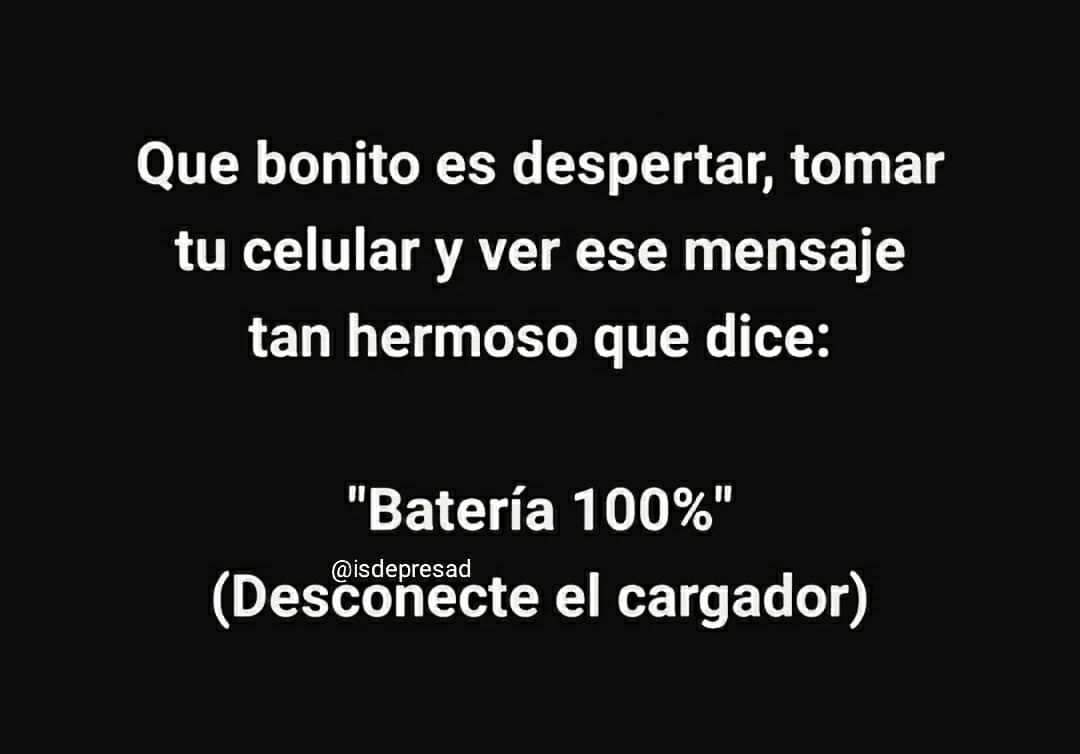 Que bonito es despertar, tomar
tu celular y ver ese mensaje
tan hermoso que dice:
"Batería 100%"
@isdepresad
(Desconecte el cargador)